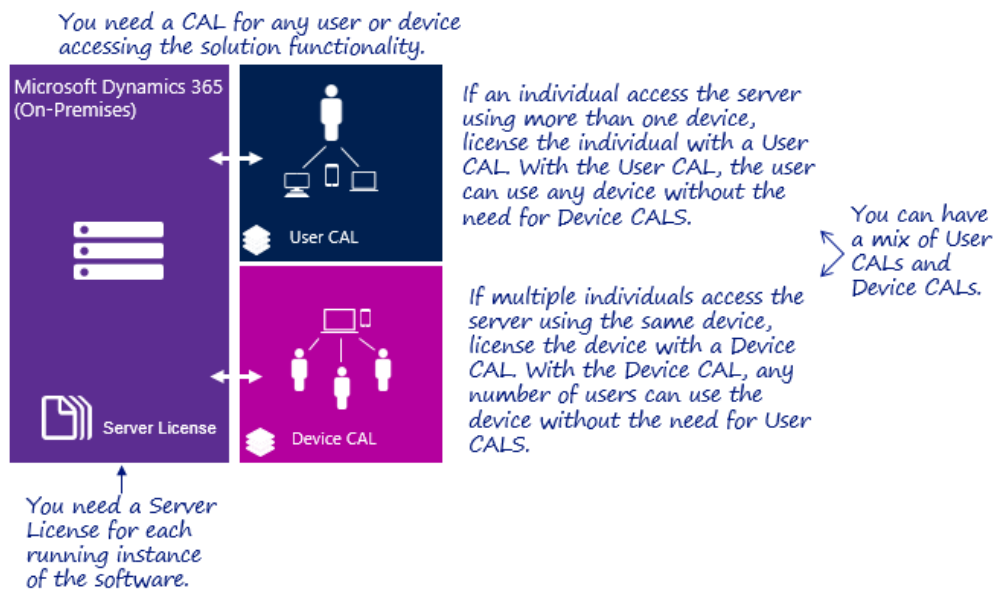 You need a CAL for any user or device
accessing the solution functionality.
Microsoft Dynamics 365
(On-Premises)
Server License
User CAL
Device CAL
If an individual access the server
using more than one device,
license the individual with a User
CAL. With the User CAL, the user
can use any device without the
need for Device CALS.
If multiple individuals access the
server using the same device,
license the device with a Device
CAL. With the Device CAL, any
number of users can use the
device without the need for User
CALS.
You can have
a mix of User
CALs and
Device CALs.
You need a Server
License for each
running instance
of the software.